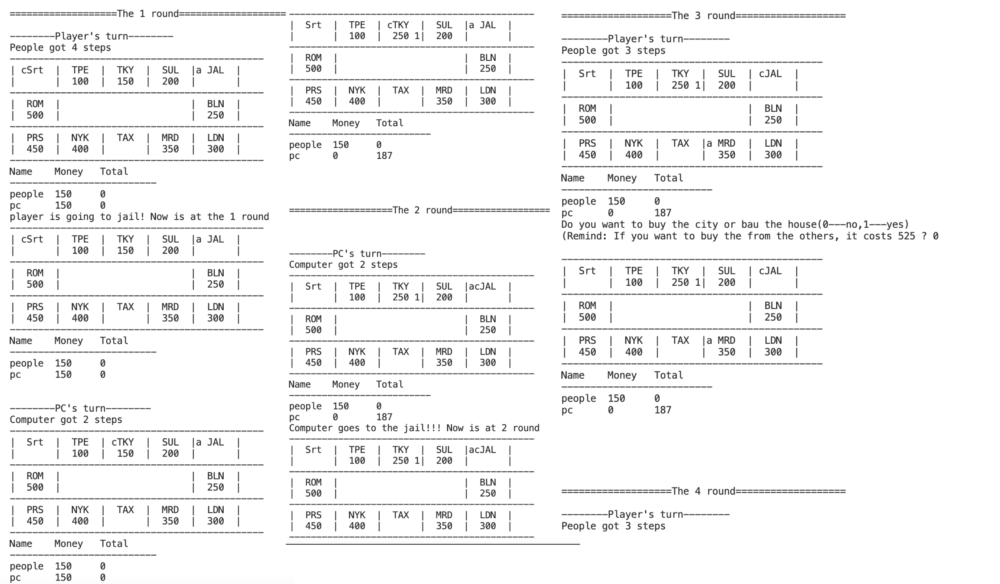 ===================The 1 round===================
--------Player's turn--------
People got 4 steps
---------------------------------------------
| cSrt  |  TPE  |  TKY  |  SUL  |a JAL  |
|       |  100  |  150  |  200  |       |
---------------------------------------------
|  ROM  |                       |  BLN  |
|  500  |                       |  250  |
---------------------------------------------
|  PRS  |  NYK  |  TAX  |  MRD  |  LDN  |
|  450  |  400  |       |  350  |  300  |
---------------------------------------------
Name    Money   Total
--------------------------
people  150     0
pc      150     0
player is going to jail! Now is at the 1 round
---------------------------------------------
| cSrt  |  TPE  |  TKY  |  SUL  |a JAL  |
|       |  100  |  150  |  200  |       |
---------------------------------------------
|  ROM  |                       |  BLN  |
|  500  |                       |  250  |
---------------------------------------------
|  PRS  |  NYK  |  TAX  |  MRD  |  LDN  |
|  450  |  400  |       |  350  |  300  |
---------------------------------------------
Name    Money   Total
--------------------------
people  150     0
pc      150     0
--------PC's turn--------
Computer got 2 steps
---------------------------------------------
|  Srt  |  TPE  | cTKY  |  SUL  |a JAL  |
|       |  100  |  150  |  200  |       |
---------------------------------------------
|  ROM  |                       |  BLN  |
|  500  |                       |  250  |
---------------------------------------------
|  PRS  |  NYK  |  TAX  |  MRD  |  LDN  |
|  450  |  400  |       |  350  |  300  |
---------------------------------------------
Name    Money   Total
--------------------------
people  150     0
pc      150     0
---------------------------------------------
|  Srt  |  TPE  | cTKY  |  SUL  |a JAL  |
|       |  100  |  250 1|  200  |       |
---------------------------------------------
|  ROM  |                       |  BLN  |
|  500  |                       |  250  |
---------------------------------------------
|  PRS  |  NYK  |  TAX  |  MRD  |  LDN  |
|  450  |  400  |       |  350  |  300  |
---------------------------------------------
Name    Money   Total
--------------------------
people  150     0
pc      0       187
===================The 2 round==================
--------PC's turn--------
Computer got 2 steps
---------------------------------------------
|  Srt  |  TPE  |  TKY  |  SUL  |acJAL  |
|       |  100  |  250 1|  200  |       |
---------------------------------------------
|  ROM  |                       |  BLN  |
|  500  |                       |  250  |
---------------------------------------------
|  PRS  |  NYK  |  TAX  |  MRD  |  LDN  |
|  450  |  400  |       |  350  |  300  |
---------------------------------------------
Name    Money   Total
--------------------------
people  150     0
pc      0       187
Computer goes to the jail!!! Now is at 2 round
---------------------------------------------
|  Srt  |  TPE  |  TKY  |  SUL  |acJAL  |
|       |  100  |  250 1|  200  |       |
---------------------------------------------
|  ROM  |                       |  BLN  |
|  500  |                       |  250  |
---------------------------------------------
|  PRS  |  NYK  |  TAX  |  MRD  |  LDN  |
|  450  |  400  |       |  350  |  300  |
---------------------------------------------
===================The 3 round===================
--------Player's turn--------
People got 3 steps
---------------------------------------------
|  Srt  |  TPE  |  TKY  |  SUL  | cJAL  |
|       |  100  |  250 1|  200  |       |
---------------------------------------------
|  ROM  |                       |  BLN  |
|  500  |                       |  250  |
---------------------------------------------
|  PRS  |  NYK  |  TAX  |a MRD  |  LDN  |
|  450  |  400  |       |  350  |  300  |
---------------------------------------------
Name    Money   Total
--------------------------
people  150     0
pc      0       187
Do you want to buy the city or bau the house(0---no,1---yes)
(Remind: If you want to buy the from the others, it costs 525 ? 0
---------------------------------------------
|  Srt  |  TPE  |  TKY  |  SUL  | cJAL  |
|       |  100  |  250 1|  200  |       |
---------------------------------------------
|  ROM  |                       |  BLN  |
|  500  |                       |  250  |
---------------------------------------------
|  PRS  |  NYK  |  TAX  |a MRD  |  LDN  |
|  450  |  400  |       |  350  |  300  |
---------------------------------------------
Name    Money   Total
--------------------------
people  150     0
pc      0       187
===================The 4 round===================
--------Player's turn--------
People got 3 steps